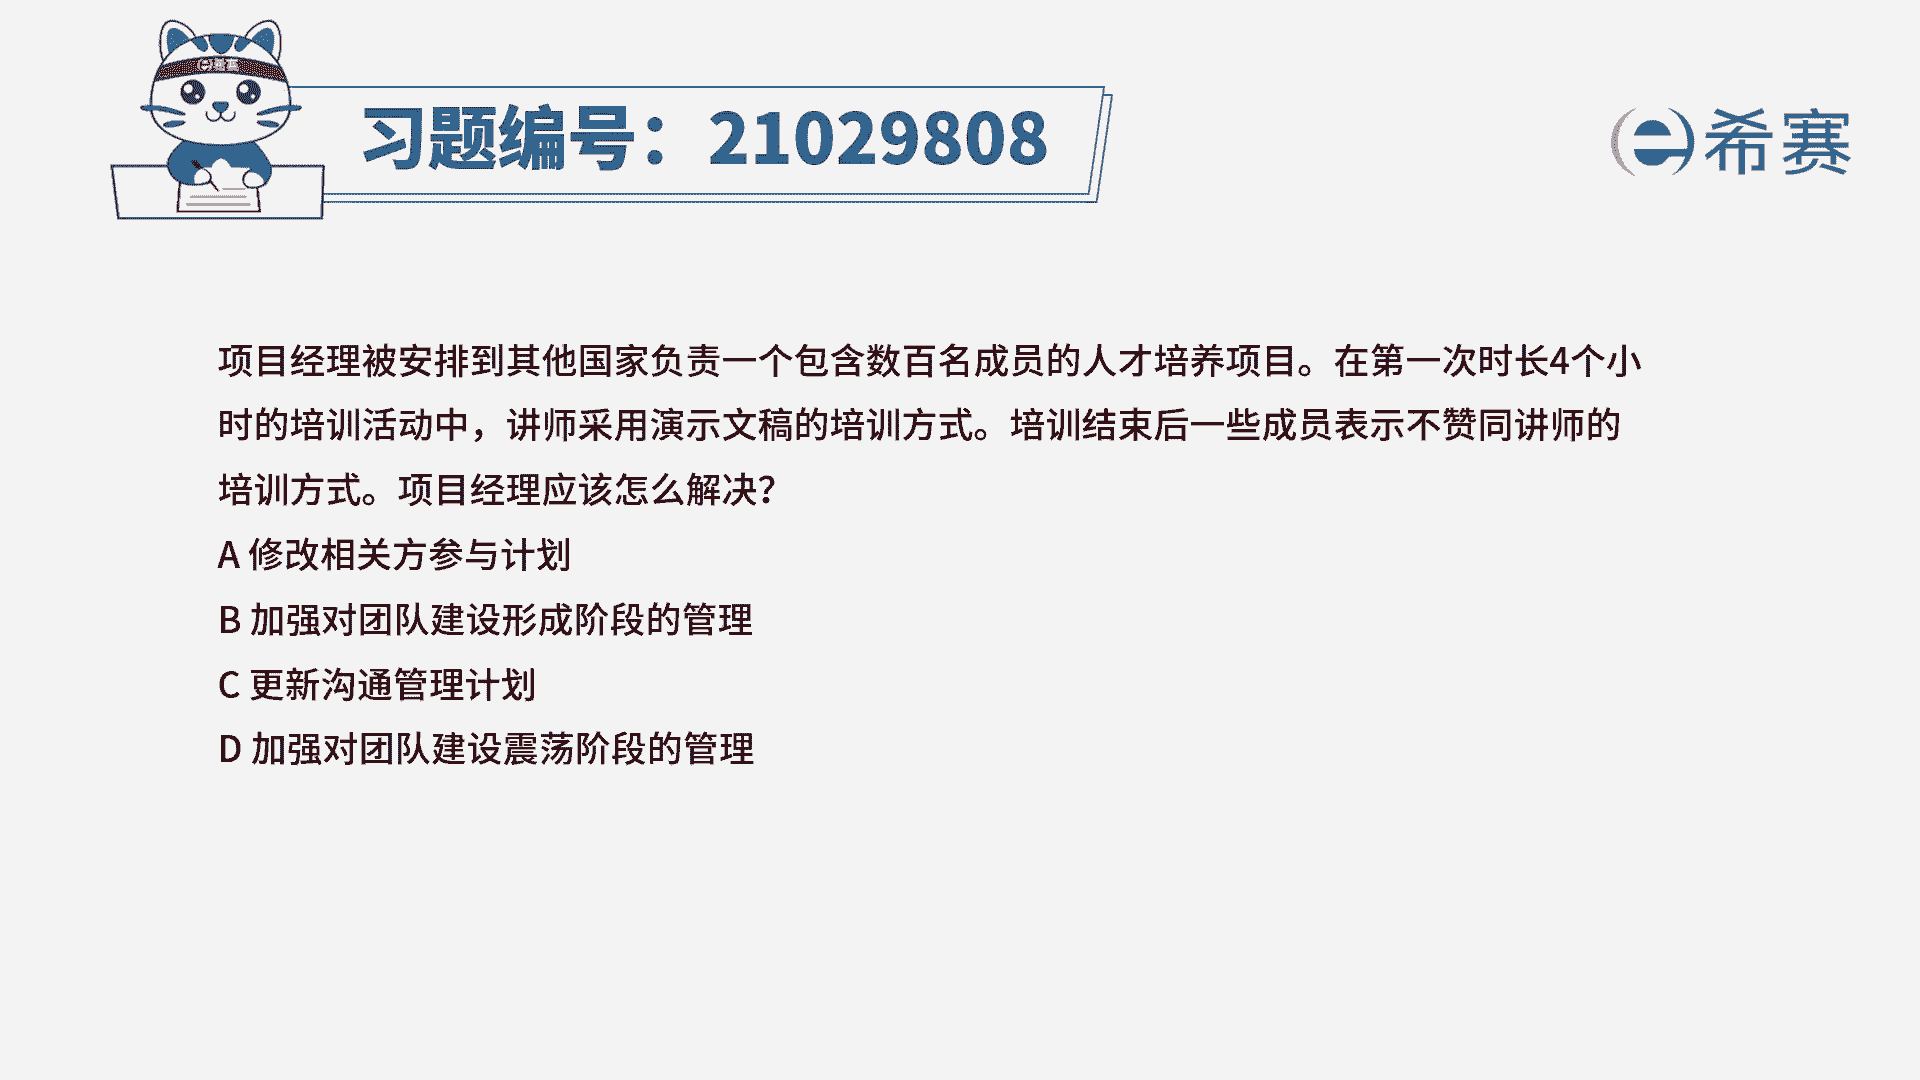 习题编号：21029808
希赛
项目经理被安排到其他国家负责一个包含数百名成员的人才培养项目。在第一次时长4个小
时的培训活动中，讲师采用演示文稿的培训方式。培训结束后一些成员表示不赞同讲师的
培训方式。项目经理应该怎么解决？
A 修改相关方参与计划
B 加强对团队建设形成阶段的管理
C 更新沟通管理计划
D 加强对团队建设震荡阶段的管理